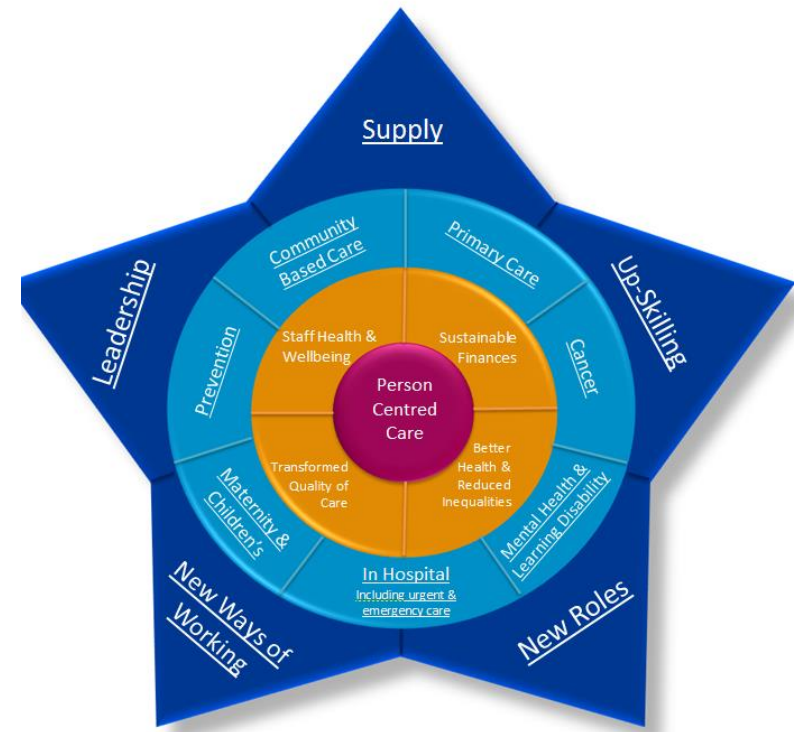 Supply
Leadership
Up-Skilling
New Ways of
Working
New Roles
Community
Based Care
Primary Care
Prevention
Cancer
Maternity &
Children's
Mental Health &
Learning Disability
In Hospital
Including urgent &
emergency care
Staff Health &
Wellbeing
Sustainable
Finances
Transformed
Quality of
Care
Better
Health &
Reduced
Inequalities
Person
Centred
Care